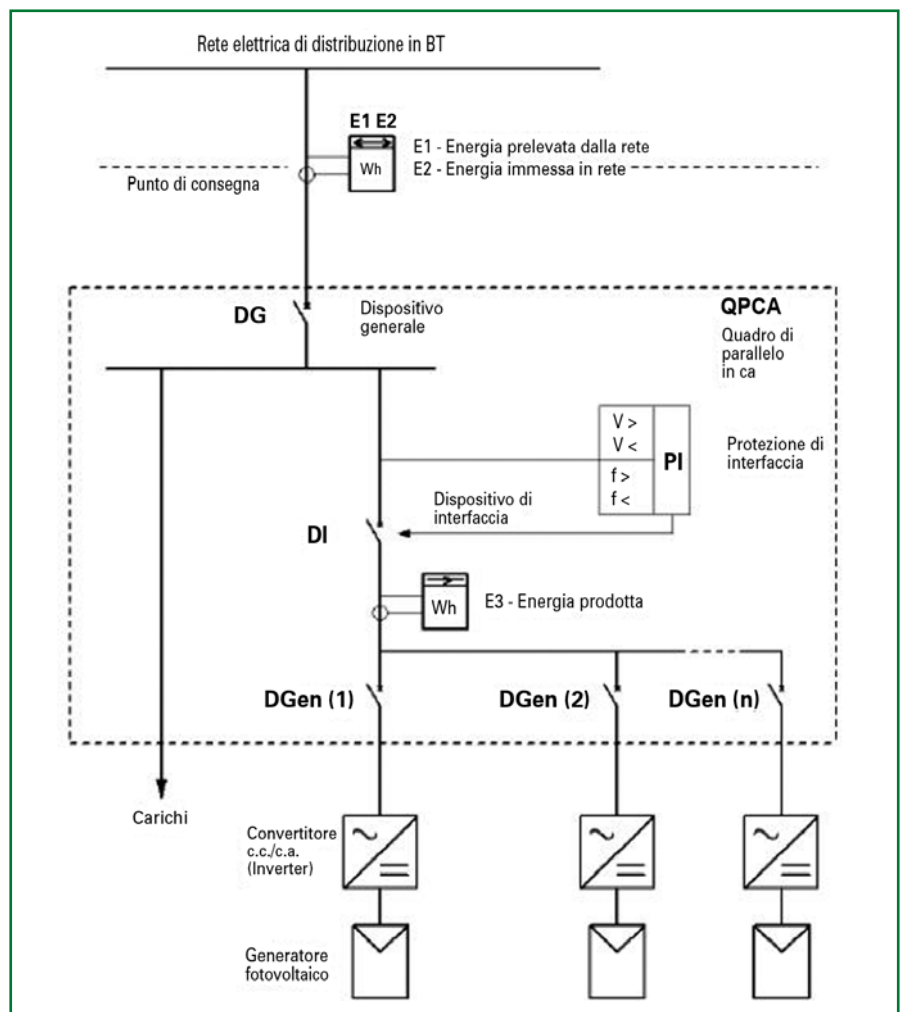 Rete elettrica di distribuzione in BT
E1 E2
Wh
E1 - Energia prelevata dalla rete
E2 - Energia immessa in rete
Punto di consegna
DG
Dispositivo
generale
QPCA
Quadro di
parallelo
in ca
V >
V <
f >
f <
PI
Protezione di
interfaccia
Dispositivo di
interfaccia
DI
Wh
E3 - Energia prodotta
DGen (1)
DGen (2)
DGen (n)
Carichi
Convertitore
c.c./c.a.
(Inverter)
Generatore
fotovoltaico